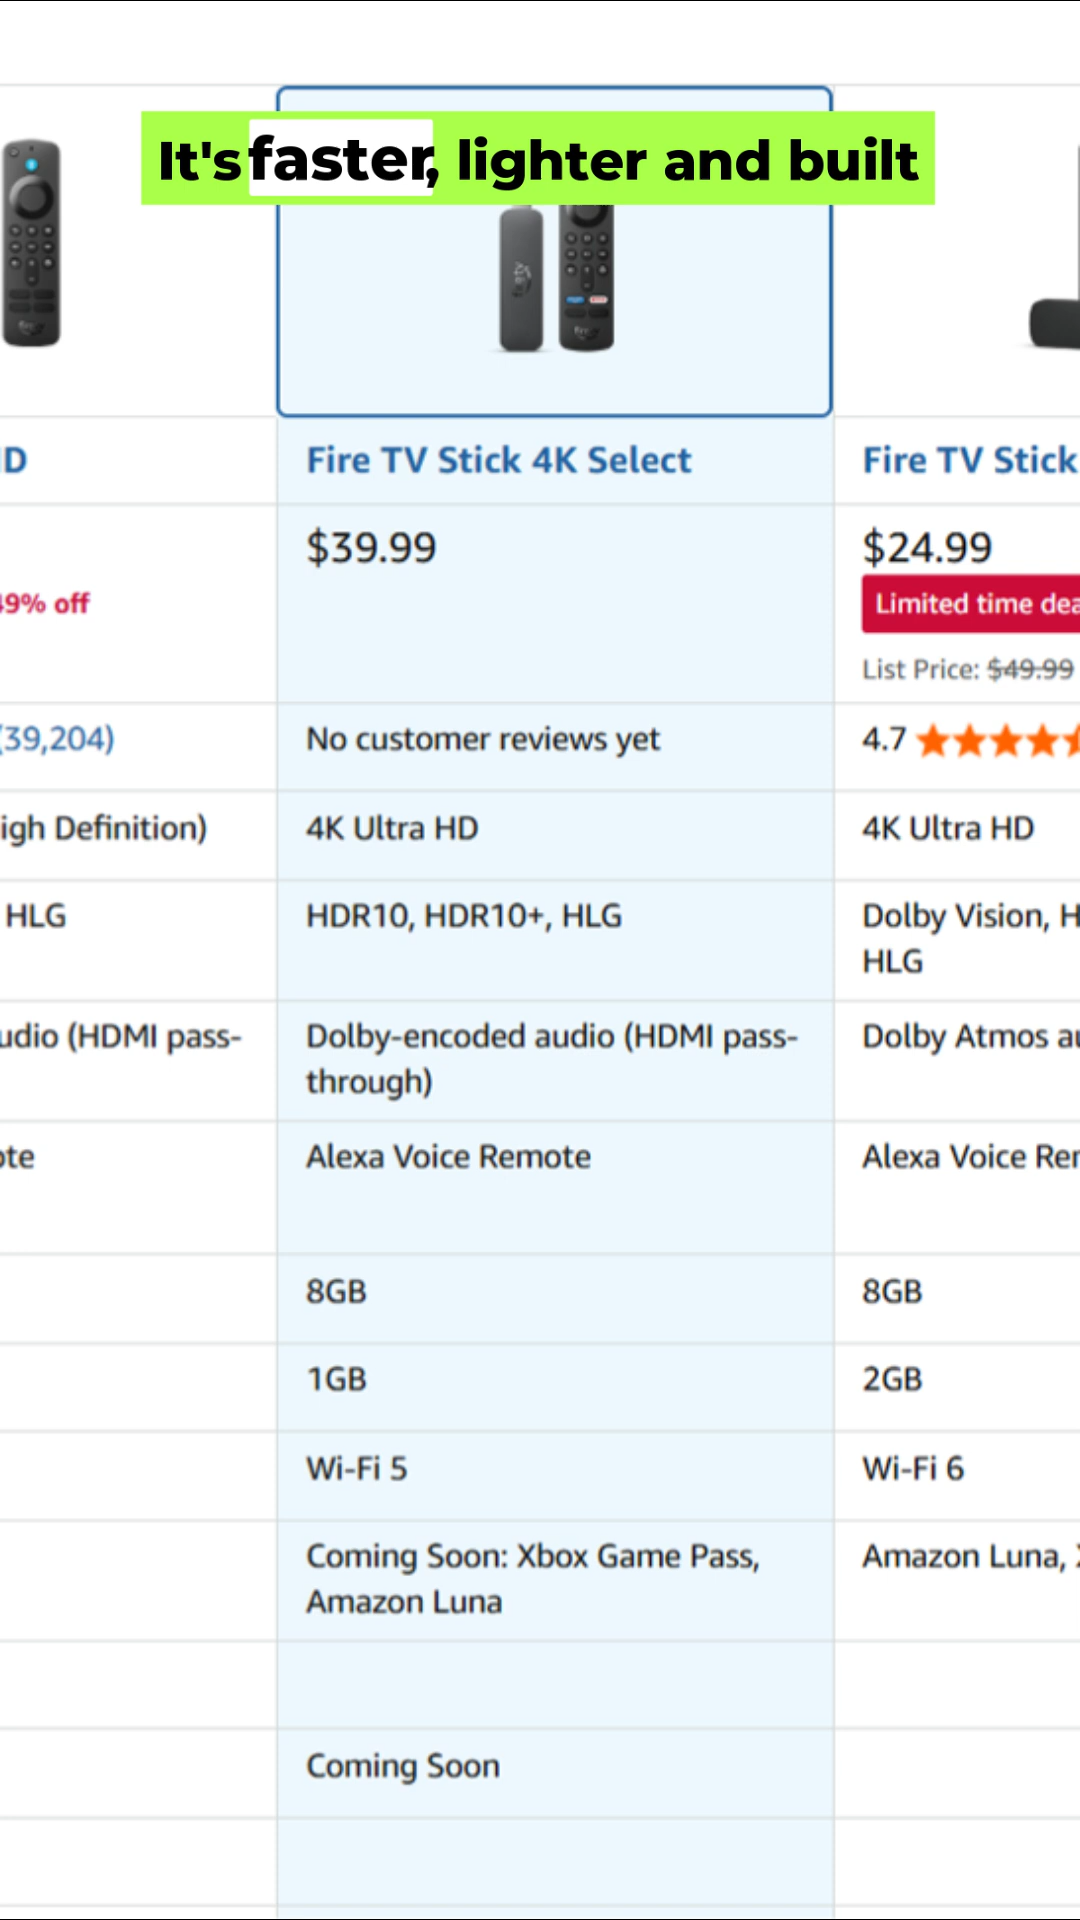 It's faster, lighter and built
D
Fire TV Stick 4K Select
Fire TV Stick
$39.99
$24.99
49% off
Limited time dea
List Price: $49.99
(39,204)
No customer reviews yet
4.7
igh Definition)
4K Ultra HD
4K Ultra HD
HLG
HDR10, HDR10+, HLG
Dolby Vision, H
HLG
udio (HDMI pass-
Dolby-encoded audio (HDMI pass-
through)
Dolby Atmos au
ote
Alexa Voice Remote
Alexa Voice Rem
8GB
8GB
1GB
2GB
Wi-Fi 5
Wi-Fi 6
Coming Soon: Xbox Game Pass,
Amazon Luna
Amazon Luna,
Coming Soon